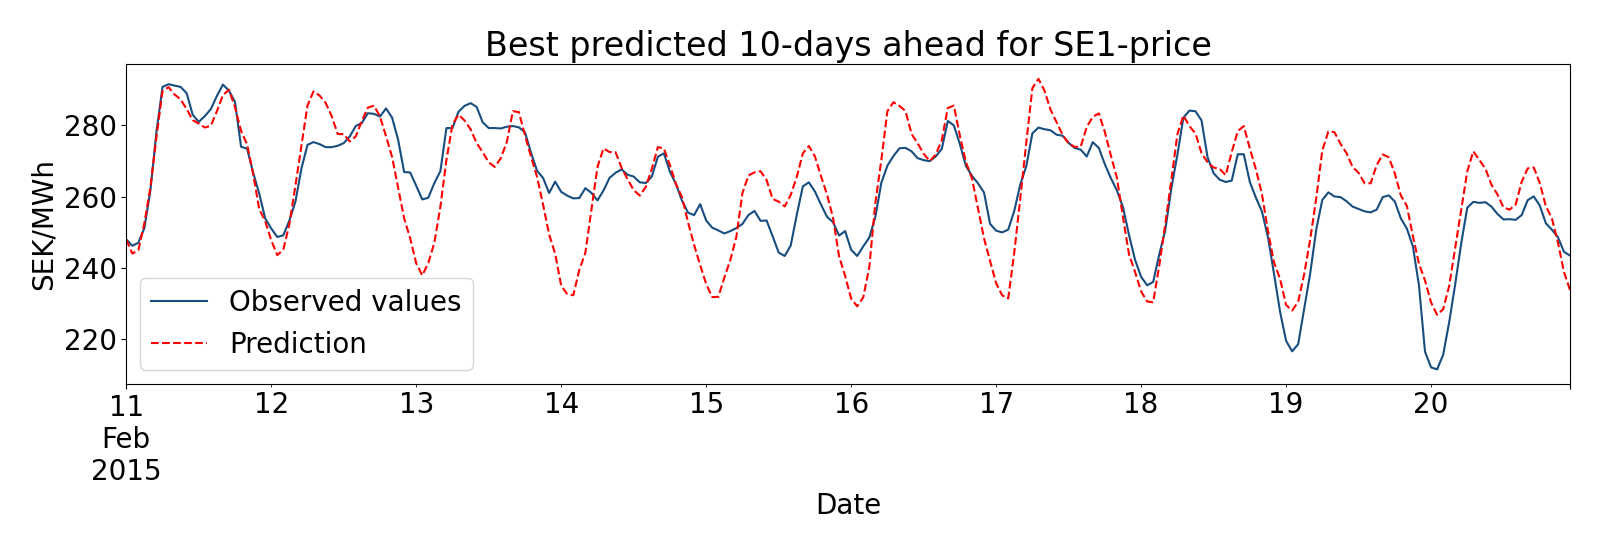 Best predicted 10-days ahead for SE1-price
SEK/MWh
280
260
240
220
Observed values
Prediction
11 12 13 14 15 16 17 18 19 20
Feb
2015
Date